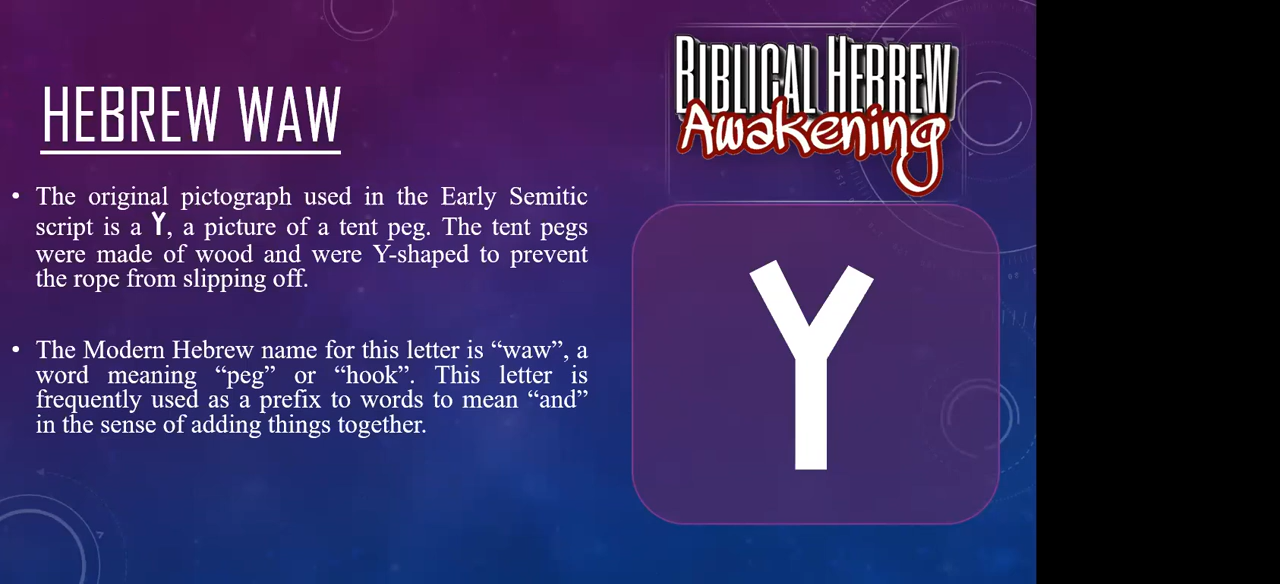 BIBLICAL HEBREW
Awakening
HEBREW WAW
• The original pictograph used in the Early Semitic
script is a Y, a picture of a tent peg. The tent pegs
were made of wood and were Y-shaped to prevent
the rope from slipping off.
• The Modern Hebrew name for this letter is “waw”, a
word meaning “peg” or “hook”. This letter is
frequently used as a prefix to words to mean “and”
in the sense of adding things together.
Y